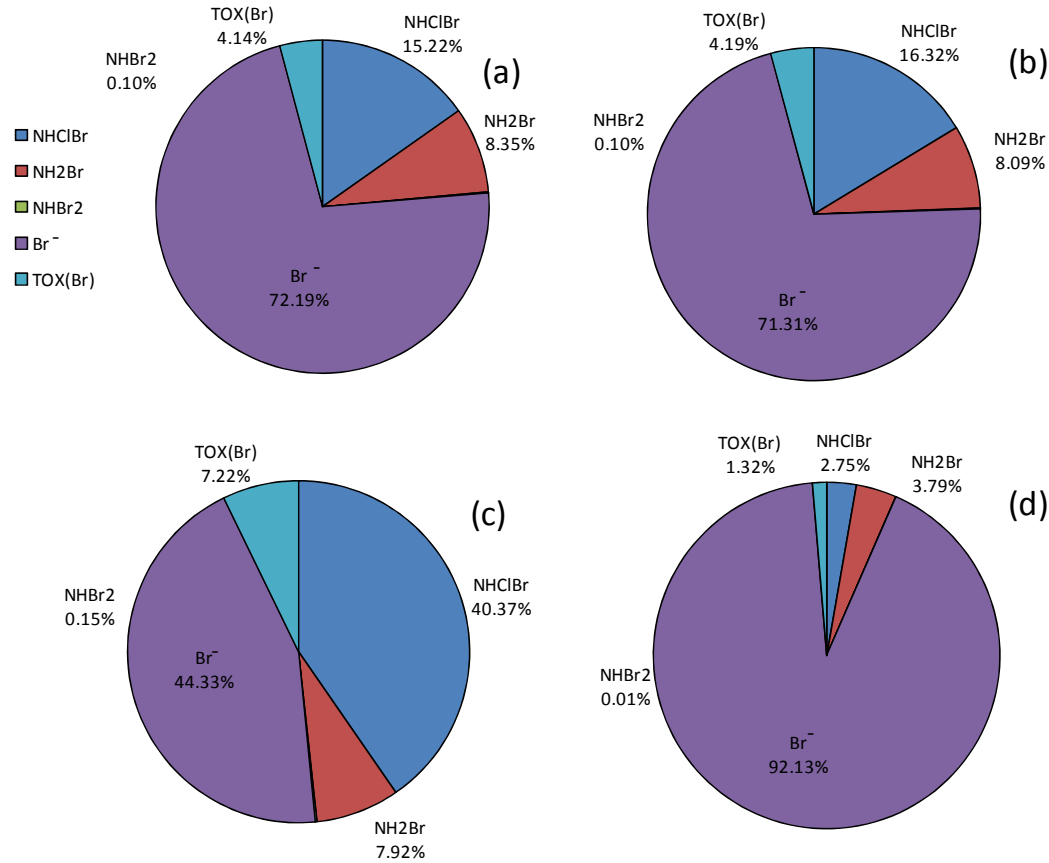 NHClBr
NH2Br
NHBr2
Br⁻
TOX(Br)
TOX(Br)
4.14%
NHClBr
15.22%
(a)
NHBr2
0.10%
NH2Br
8.35%
Br⁻
72.19%
TOX(Br)
4.19%
NHClBr
16.32%
(b)
NHBr2
0.10%
NH2Br
8.09%
Br⁻
71.31%
TOX(Br)
7.22%
(c)
NHBr2
0.15%
NHClBr
40.37%
Br⁻
44.33%
NH2Br
7.92%
TOX(Br)
1.32%
NHClBr
2.75%
NH2Br
3.79%
(d)
NHBr2
0.01%
Br⁻
92.13%